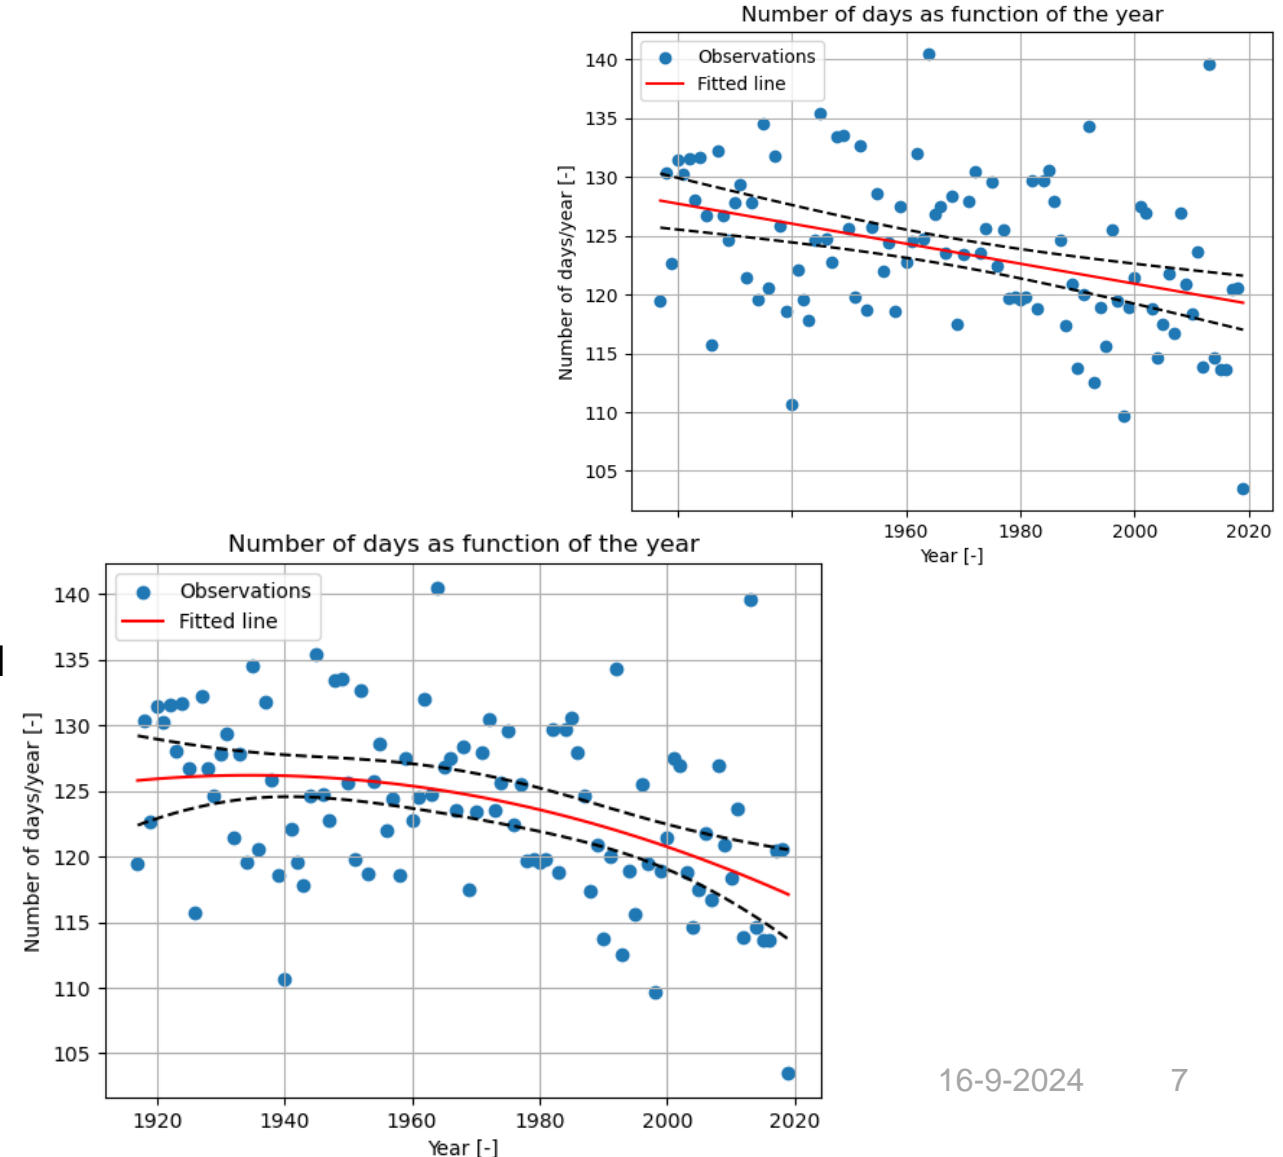 Number of days as function of the year
Observations
Fitted line
Number of days/year [-]
140
135
130
125
120
115
110
105
1960 1980 2000 2020
Year [-]
Number of days as function of the year
Observations
Fitted line
Number of days/year [-]
140
135
130
125
120
115
110
105
1920 1940 1960 1980 2000 2020
Year [-]
16-9-2024 7